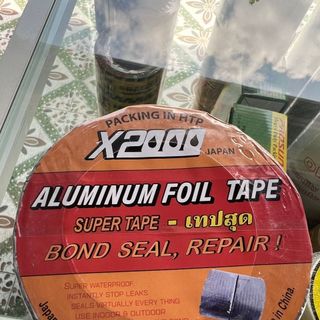 PACKING IN HTP
X2000
JAPAN
ALUMINUM FOIL TAPE
SUPER TAPE - เทปสุด
BOND SEAL, REPAIR !
SUPER WATERPROOF
INSTANTLY STOP LEAKS
SEALS VIRTUALLY EVERY THING
USE INDOOR & OUTDOOR
Japan
in China.